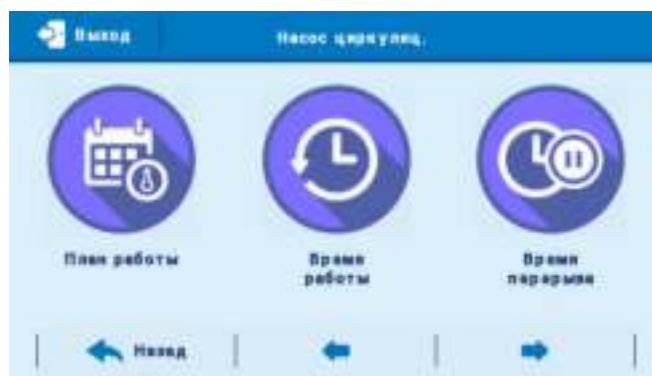 Выход
Насос циркуляц.
План работы
Время
работы
Время
перерыва
Назад